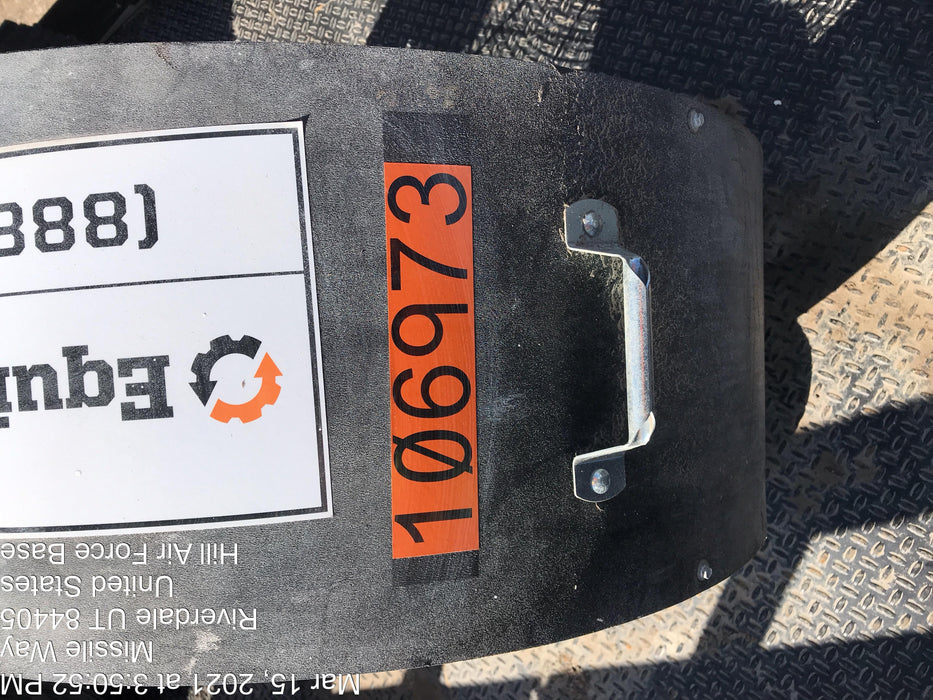 (888
Equi
106973
Mar 15, 2021 at 3:50:52 PM
Missile Way
Riverdale UT 84405
United States
Hill Air Force Base